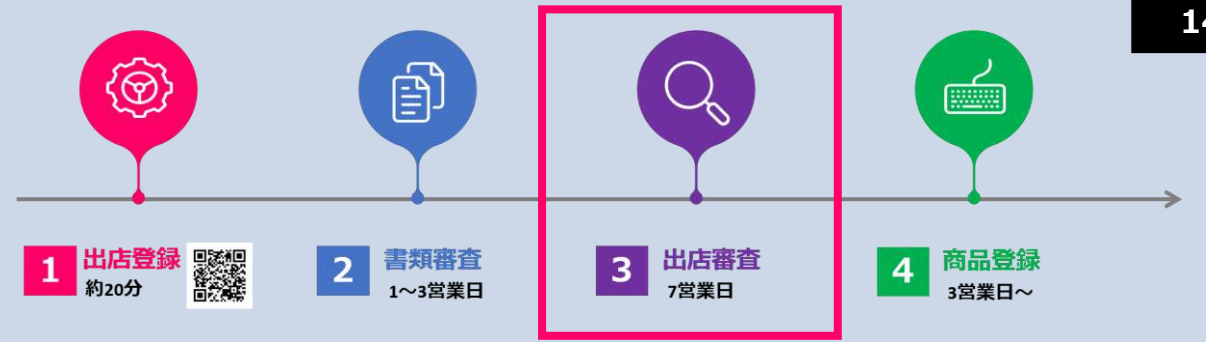 14
1 出店登録
約20分
2 書類審査
1～3営業日
3 出店審査
7営業日
4 商品登録
3営業日～